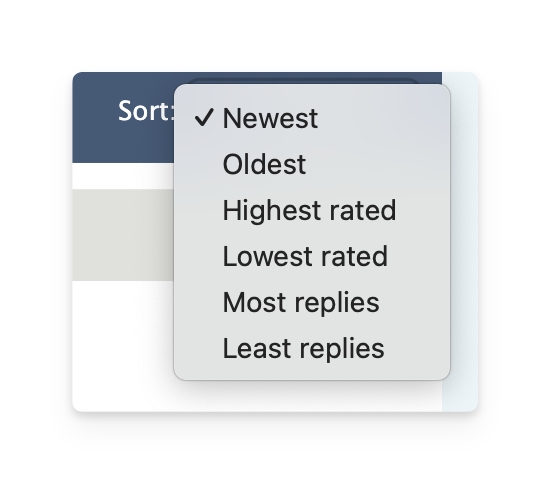 Sort:
✓ Newest
Oldest
Highest rated
Lowest rated
Most replies
Least replies